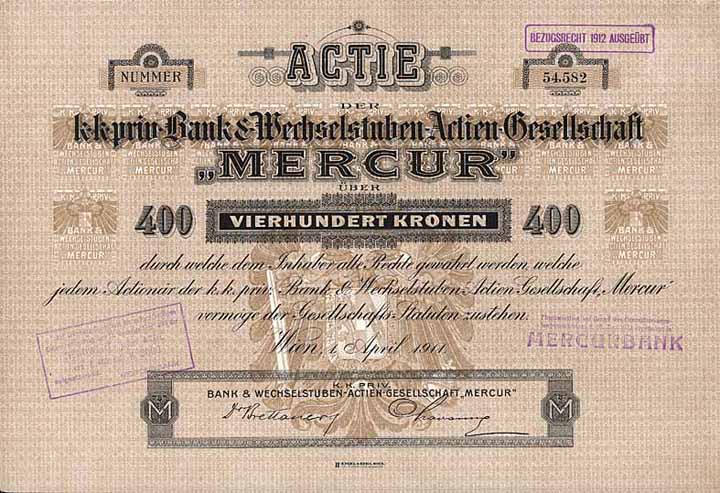 BEZUGSRECHT 1912 AUSGEÜBT
ACTIE
NUMMER 54.582
DER
k.k.priv. Bank & Wechselstuben-Actien-Gesellschaft
„MERCUR”
ÜBER
400 VIERHUNDERT KRONEN 400
durch welche dem Inhaber alle Rechte gewährt werden, welche
jedem Actionär der k.k. priv. Bank & Wechselstuben-Actien-Gesellschaft „Mercur”
vermöge der Gesellschafts-Statuten zustehen.
Wien, 1. April 1911.
MERCURBANK
K.K. PRIV.
BANK & WECHSELSTUBEN-ACTIEN-GESELLSCHAFT „MERCUR”
M M